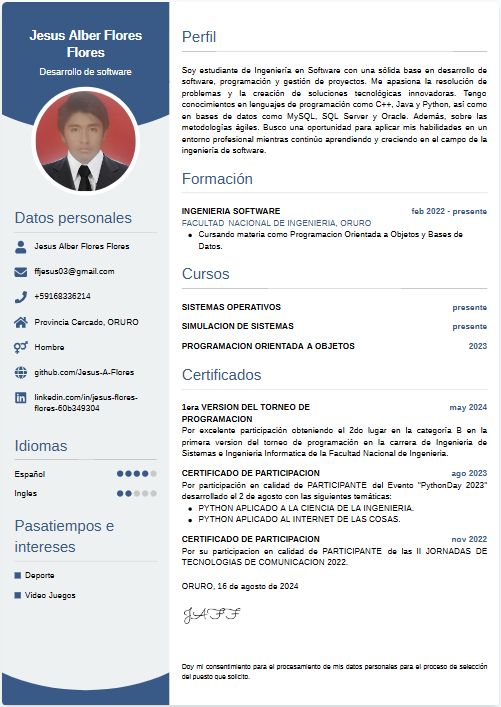 Jesus Alber Flores
Flores
Desarrollo de software
Datos personales
Jesus Alber Flores Flores
ffjesus03@gmail.com
+59168336214
Provincia Cercado, ORURO
Hombre
github.com/Jesus-A-Flores
linkedin.com/in/jesus-flores-
flores-60b349304
Idiomas
Español
Ingles
Pasatiempos e
intereses
Deporte
Video Juegos
Perfil
Soy estudiante de Ingeniería en Software con una sólida base en desarrollo de
software, programación y gestión de proyectos. Me apasiona la resolución de
problemas y la creación de soluciones tecnológicas innovadoras. Tengo
conocimientos en lenguajes de programación como C++, Java y Python, así como
en bases de datos como MySQL, SQL Server y Oracle. Además, sobre las
metodologías ágiles. Busco una oportunidad para aplicar mis habilidades en un
entorno profesional mientras continúo aprendiendo y creciendo en el campo de la
ingeniería de software.
Formación
INGENIERIA SOFTWARE feb 2022 - presente
FACULTAD NACIONAL DE INGENIERIA, ORURO
Cursando materia como Programacion Orientada a Objetos y Bases de
Datos.
Cursos
SISTEMAS OPERATIVOS presente
SIMULACION DE SISTEMAS presente
PROGRAMACION ORIENTADA A OBJETOS 2023
Certificados
1era VERSION DEL TORNEO DE may 2024
PROGRAMACION
Por excelente participación obteniendo el 2do lugar en la categoría B en la
primera version del torneo de programación en la carrera de Ingenieria de
Sistemas e Ingenieria Informatica de la Facultad Nacional de Ingenieria.
CERTIFICADO DE PARTICIPACION ago 2023
Por participación en calidad de PARTICIPANTE del Evento "PythonDay 2023"
desarrollado el 2 de agosto con las siguientes temáticas:
PYTHON APLICADO A LA CIENCIA DE LA INGENIERIA.
PYTHON APLICADO AL INTERNET DE LAS COSAS.
CERTIFICADO DE PARTICIPACION nov 2022
Por su participacion en calidad de PARTICIPANTE de las II JORNADAS DE
TECNOLOGIAS DE COMUNICACION 2022.
ORURO, 16 de agosto de 2024
JAFF
Doy mi consentimiento para el procesamiento de mis datos personales para el proceso de selección
del puesto que solicito.